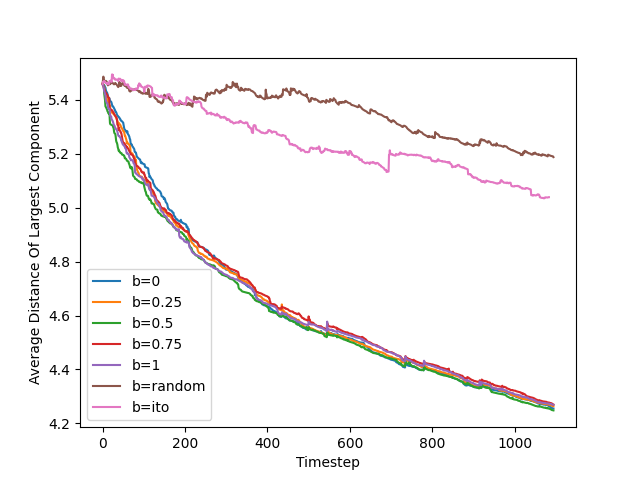 Average Distance Of Largest Component
5.4
5.2
5.0
4.8
4.6
4.4
4.2
b=0
b=0.25
b=0.5
b=0.75
b=1
b=random
b=ito
0 200 400 600 800 1000
Timestep